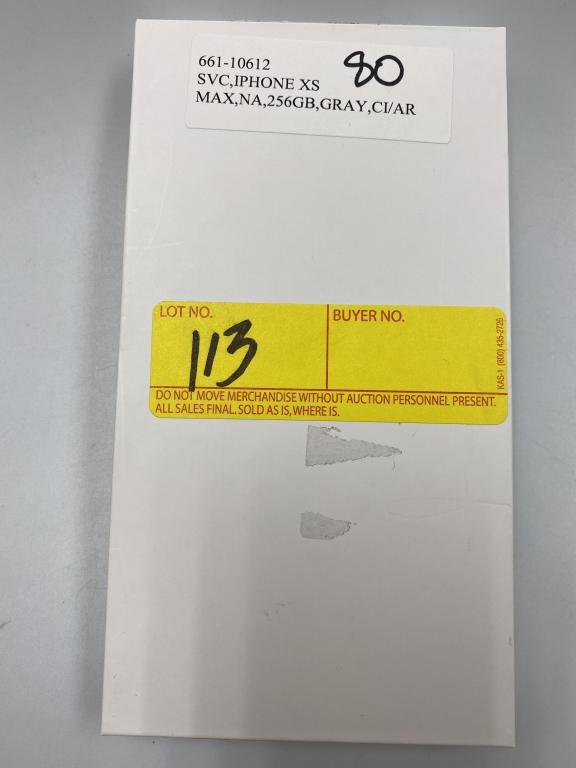 661-10612
80
SVC,IPHONE XS
MAX,NA,256GB,GRAY,CI/AR
LOT NO.
113
BUYER NO.
DO NOT MOVE MERCHANDISE WITHOUT AUCTION PERSONNEL PRESENT.
ALL SALES FINAL. SOLD AS IS, WHERE IS.
KAS-1 (800) 435-2726